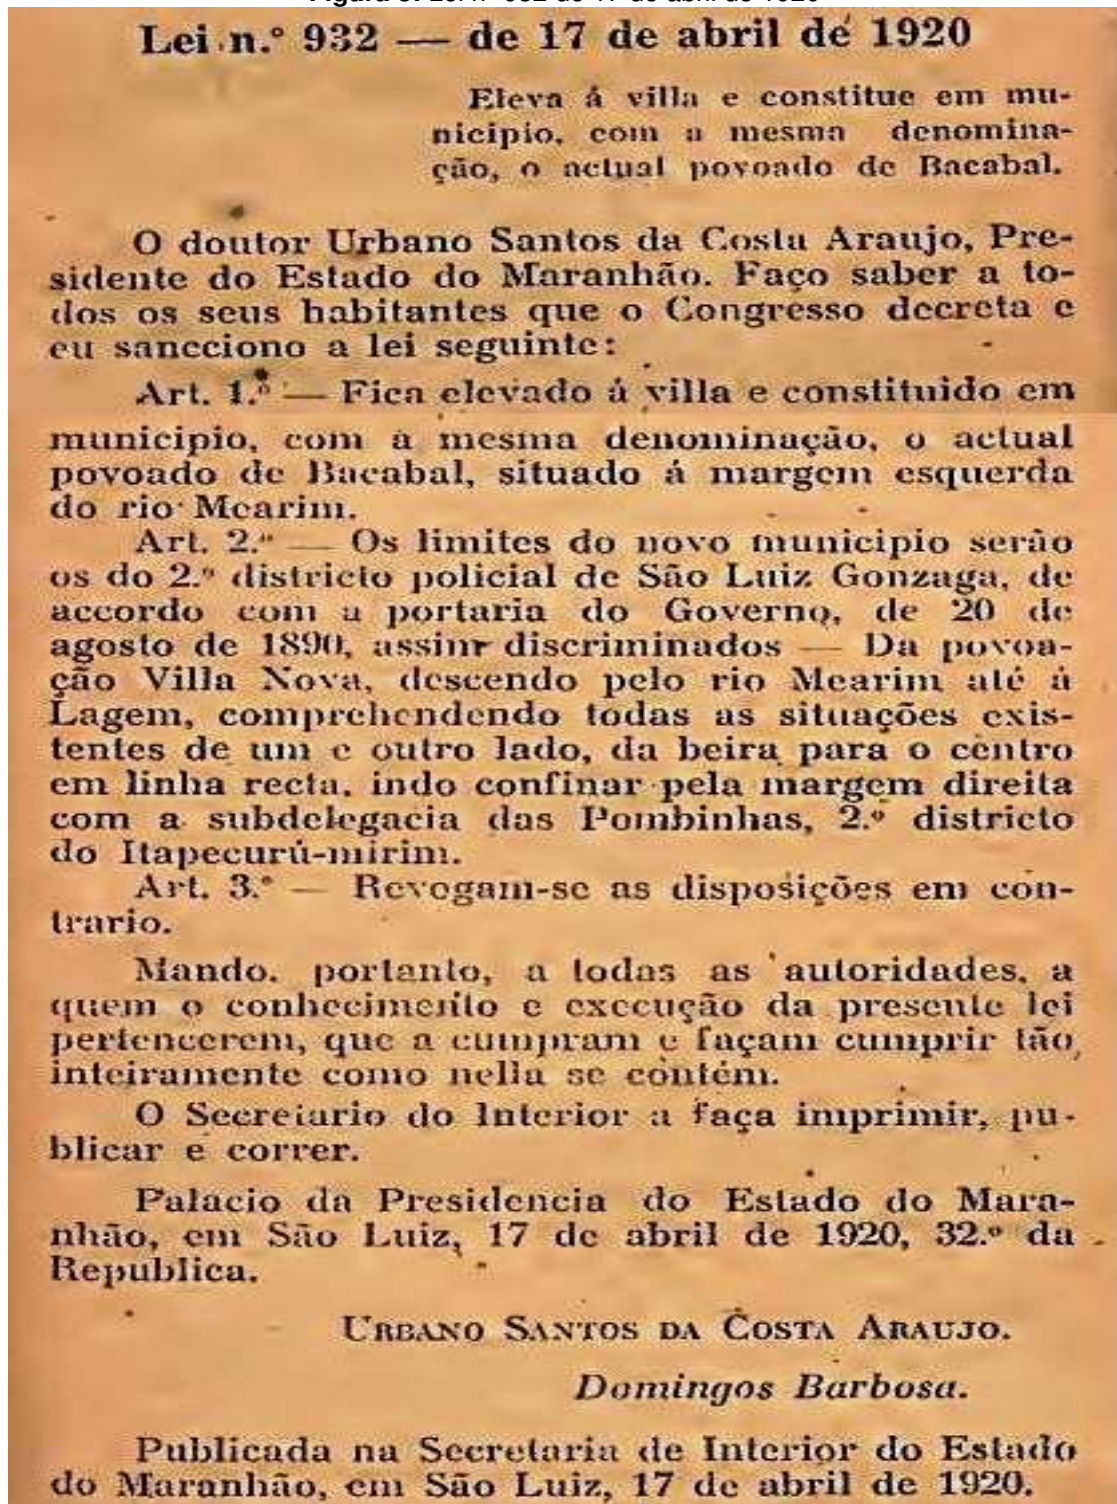 Lei n.º 932 — de 17 de abril de 1920
Eleva á villa e constitue em mu-
nicipio, com a mesma denomina-
ção, o actual povoado de Bacabal.
O doutor Urbano Santos da Costa Araujo, Pre-
sidente do Estado do Maranhão. Faço saber a to-
dos os seus habitantes que o Congresso decreta e
eu sancciono a lei seguinte:
Art. 1.º — Fica elevado á villa e constituido em
municipio, com a mesma denominação, o actual
povoado de Bacabal, situado á margem esquerda
do rio Mearim.
Art. 2.º — Os limites do novo municipio serão
os do 2.º districto policial de São Luiz Gonzaga, de
accordo com a portaria do Governo, de 20 de
agosto de 1890, assim discriminados — Da povoa-
ção Villa Nova, descendo pelo rio Mearim até á
Lagem, comprehendendo todas as situações exis-
tentes de um e outro lado, da beira para o centro
em linha recta, indo confinar pela margem direita
com a subdelegacia das Pombinhas, 2.º districto
do Itapecurú-mirim.
Art. 3.º — Revogam-se as disposições em con-
trario.
Mando, portanto, a todas as autoridades, a
quem o conhecimento e execução da presente lei
pertencerem, que a cumpram e façam cumprir tão
inteiramente como nella se contém.
O Secretario do Interior a faça imprimir, pu-
blicar e correr.
Palacio da Presidencia do Estado do Mara-
nhão, em São Luiz, 17 de abril de 1920, 32.º da
Republica.
URBANO SANTOS DA COSTA ARAUJO.
Domingos Barbosa.
Publicada na Secretaria de Interior do Estado
do Maranhão, em São Luiz, 17 de abril de 1920.